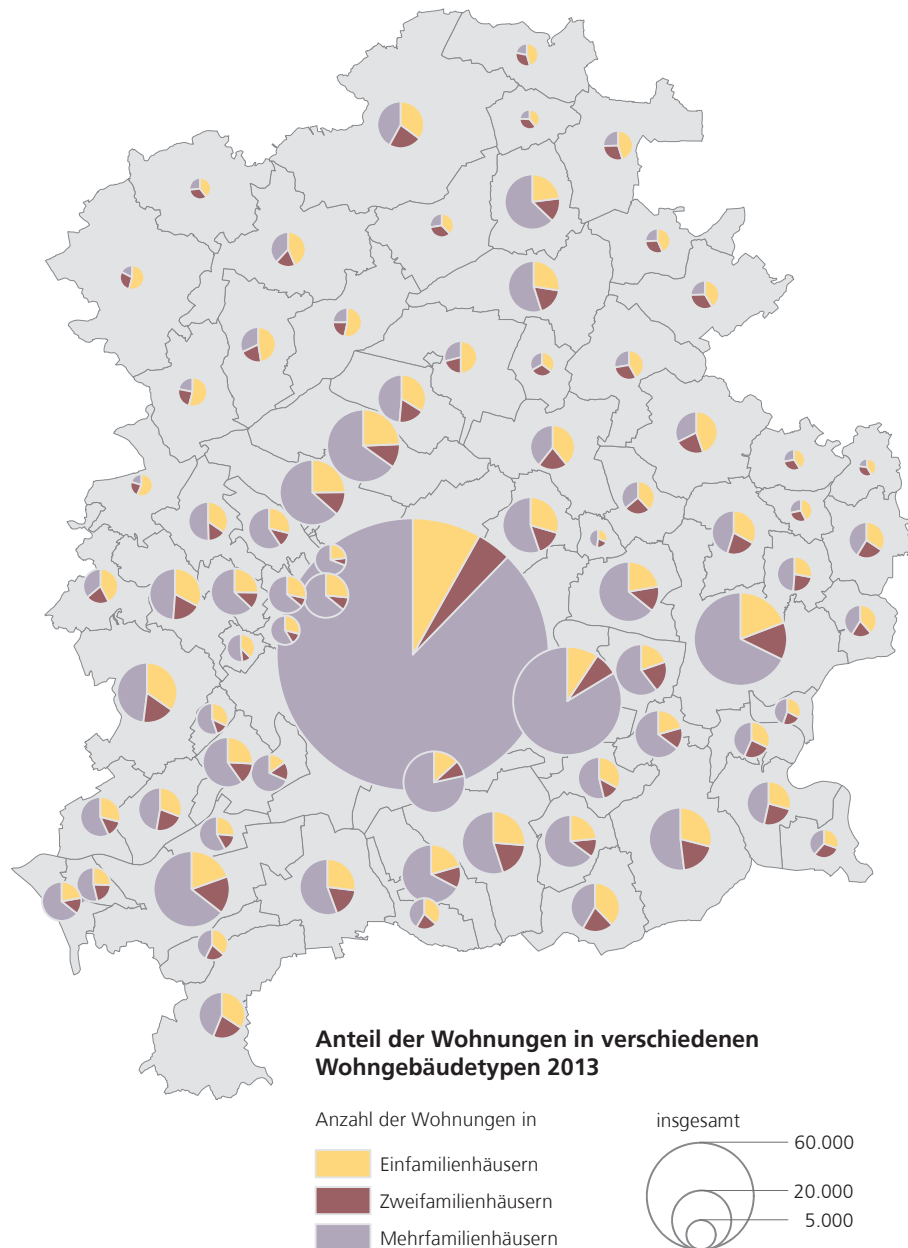 Anteil der Wohnungen in verschiedenen
Wohngebäudetypen 2013
Anzahl der Wohnungen in
Einfamilienhäusern
Zweifamilienhäusern
Mehrfamilienhäusern
insgesamt
60.000
20.000
5.000